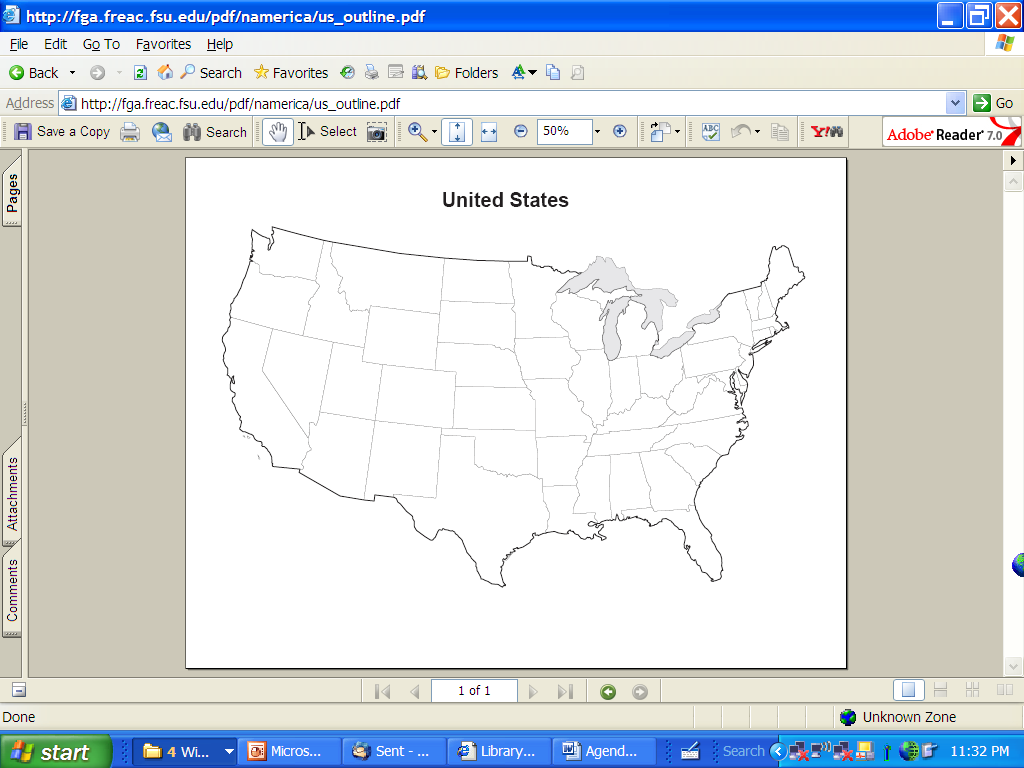 http://fga.freac.fsu.edu/pdf/namerica/us_outline.pdf
File Edit Go To Favorites Help
Back Search Favorites Folders
Address http://fga.freac.fsu.edu/pdf/namerica/us_outline.pdf Go
Save a Copy Search Select 50% ABC Y! Adobe Reader 7.0
Pages
United States
Attachments
Comments
1 of 1
Done Unknown Zone
start 4 Wi... Micros... Sent - ... Library... Agend... Search 11:32 PM